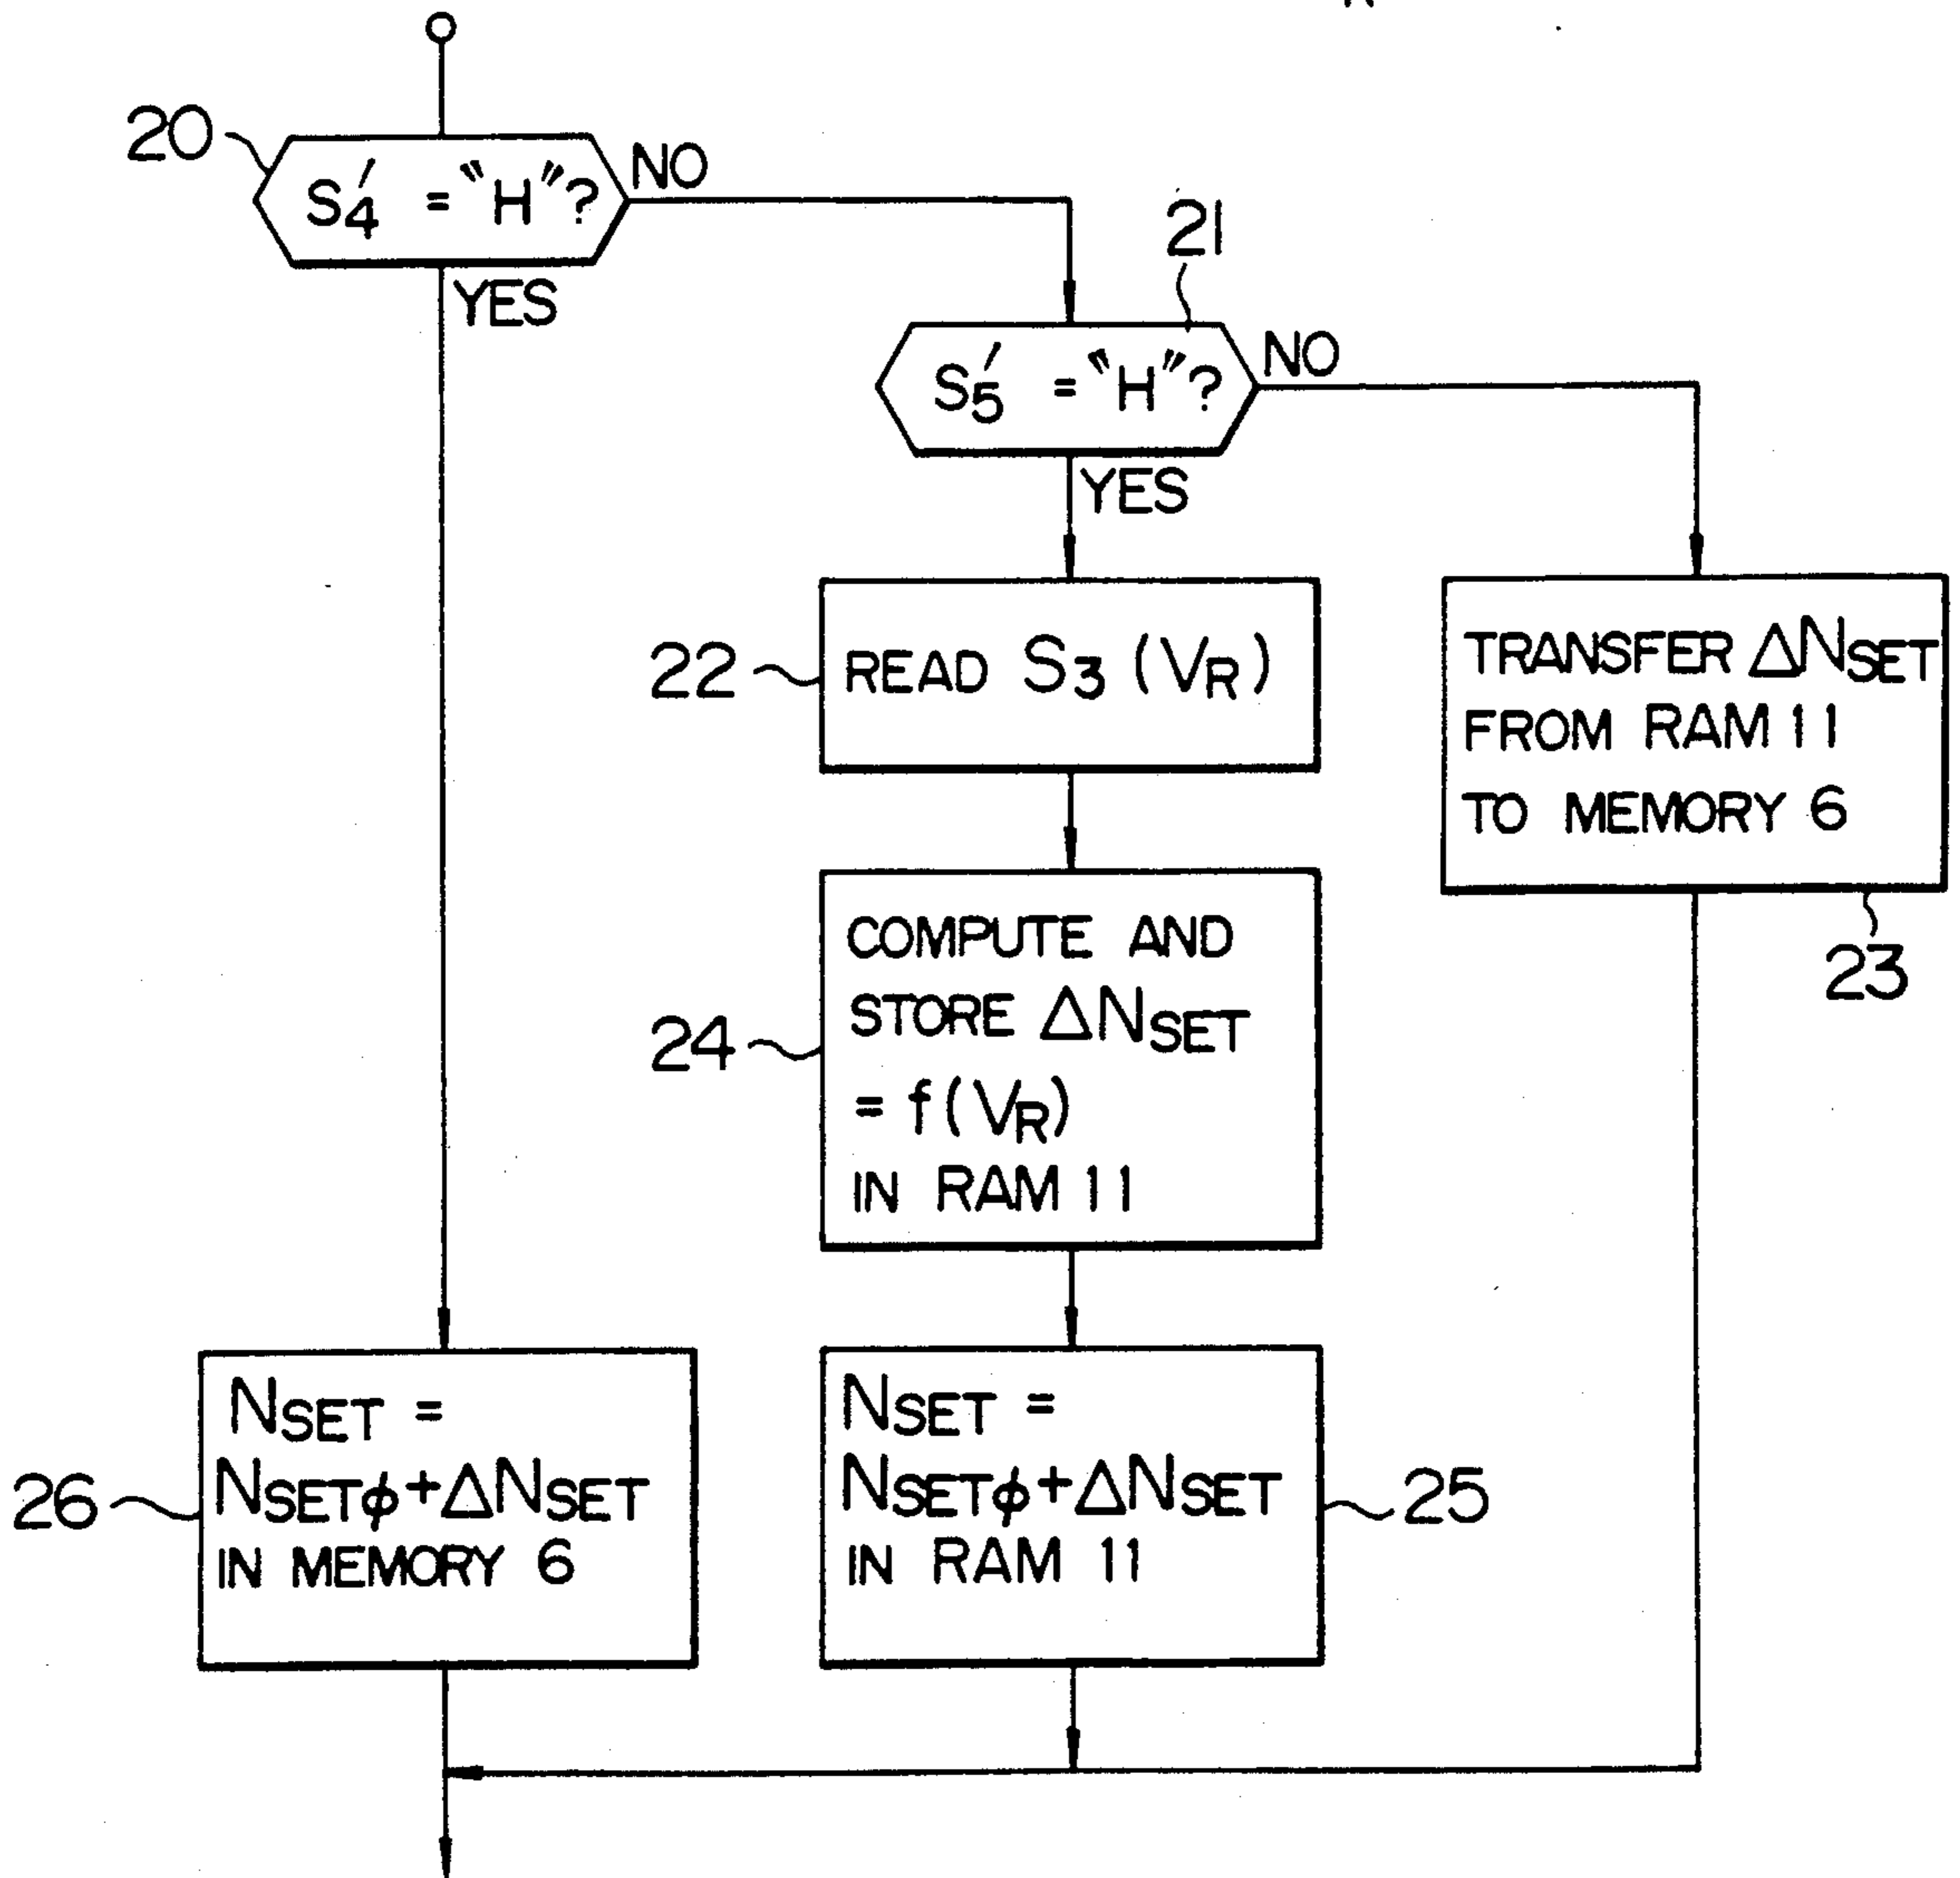 20
S4' = "H"?
NO
YES
21
S5' = "H"?
NO
YES
22
READ S3 (VR)
TRANSFER ΔNSET
FROM RAM 11
TO MEMORY 6
23
24
COMPUTE AND
STORE ΔNSET
= f(VR)
IN RAM 11
26
NSET =
NSETφ+ΔNSET
IN MEMORY 6
NSET =
NSETφ+ΔNSET
IN RAM 11
25